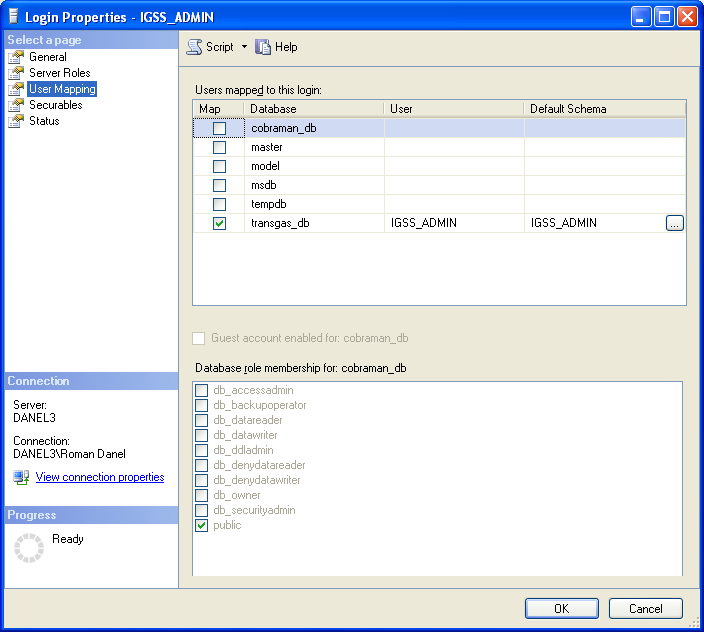 Login Properties - IGSS_ADMIN
Select a page
General
Server Roles
User Mapping
Securables
Status
Script
Help
Users mapped to this login:
Map Database User Default Schema
cobraman_db
master
model
msdb
tempdb
transgas_db IGSS_ADMIN IGSS_ADMIN ...
Guest account enabled for: cobraman_db
Database role membership for: cobraman_db
db_accessadmin
db_backupoperator
db_datareader
db_datawriter
db_ddladmin
db_denydatareader
db_denydatawriter
db_owner
db_securityadmin
public
Connection
Server:
DANEL3
Connection:
DANEL3\Roman Danel
View connection properties
Progress
Ready
OK Cancel